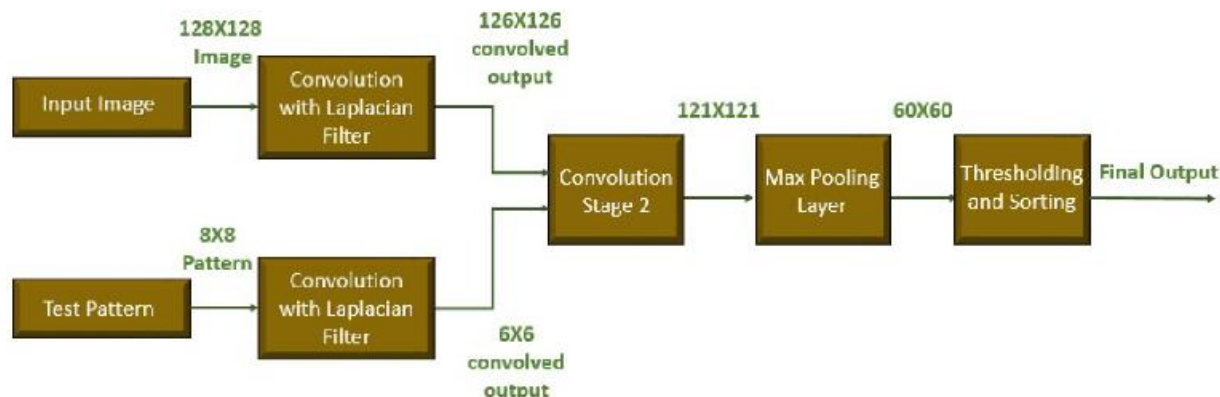 128X128
Image
126X126
convolved
output
Input Image
Convolution
with Laplacian
Filter
121X121
60X60
Convolution
Stage 2
Max Pooling
Layer
Thresholding
and Sorting
Final Output
8X8
Pattern
Test Pattern
Convolution
with Laplacian
Filter
6X6
convolved
output